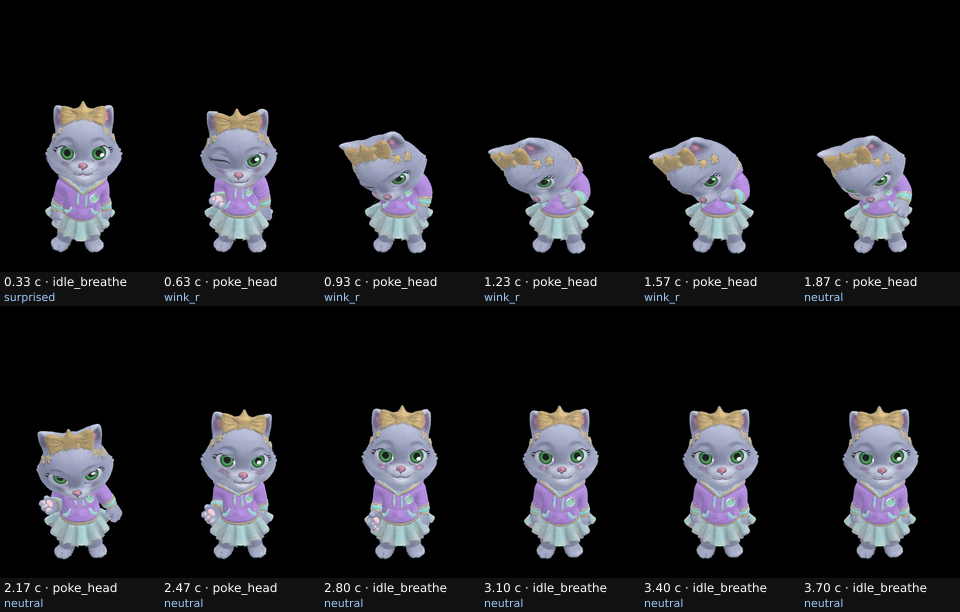 0.33 с · idle_breathe
surprised
0.63 с · poke_head
wink_r
0.93 с · poke_head
wink_r
1.23 с · poke_head
wink_r
1.57 с · poke_head
wink_r
1.87 с · poke_head
neutral
2.17 с · poke_head
neutral
2.47 с · poke_head
neutral
2.80 с · idle_breathe
neutral
3.10 с · idle_breathe
neutral
3.40 с · idle_breathe
neutral
3.70 с · idle_breathe
neutral